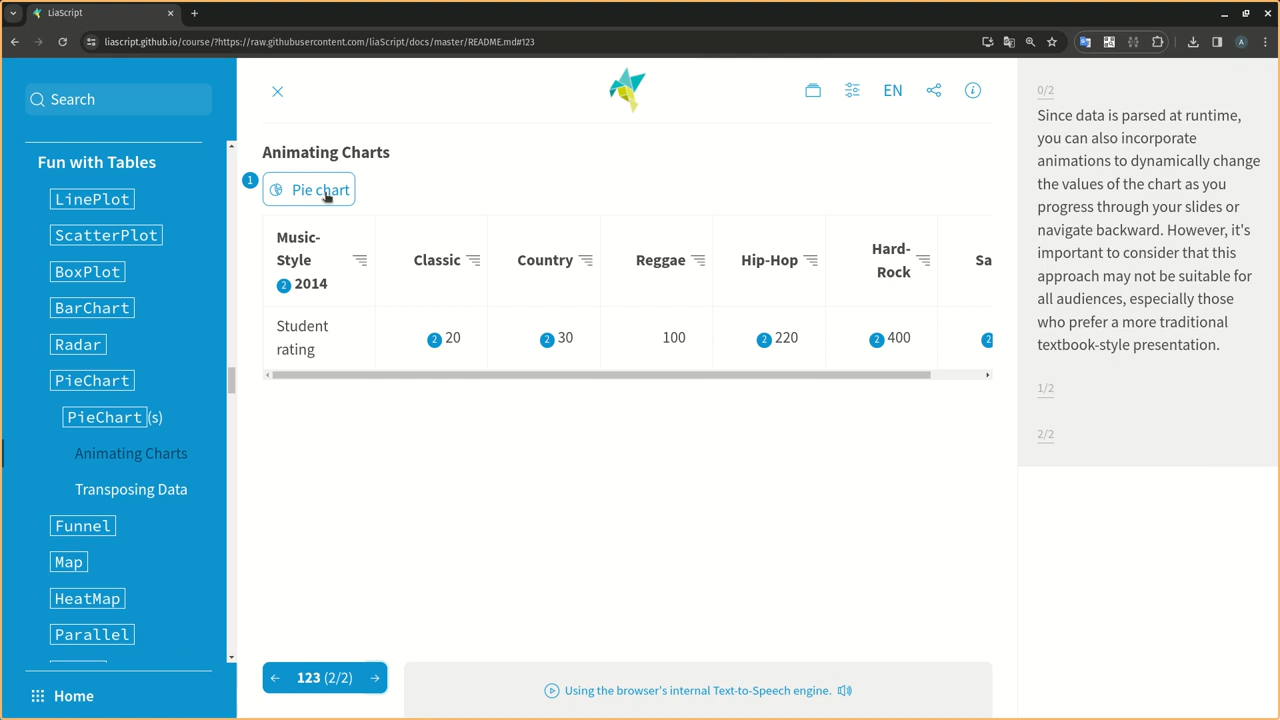 LiaScript
liascript.github.io/course/?https://raw.githubusercontent.com/liaScript/docs/master/README.md#123
A
Search
Fun with Tables
LinePlot
ScatterPlot
BoxPlot
BarChart
Radar
PieChart
PieChart(s)
Animating Charts
Transposing Data
Funnel
Map
HeatMap
Parallel
Home
EN
Animating Charts
1
Pie chart
Music-
Style
2 2014
Classic
Country
Reggae
Hip-Hop
Hard-
Rock
Sa
Student
rating
2 20
2 30
100
2 220
2 400
2
123 (2/2)
Using the browser's internal Text-to-Speech engine.
0/2
Since data is parsed at runtime,
you can also incorporate
animations to dynamically change
the values of the chart as you
progress through your slides or
navigate backward. However, it's
important to consider that this
approach may not be suitable for
all audiences, especially those
who prefer a more traditional
textbook-style presentation.
1/2
2/2